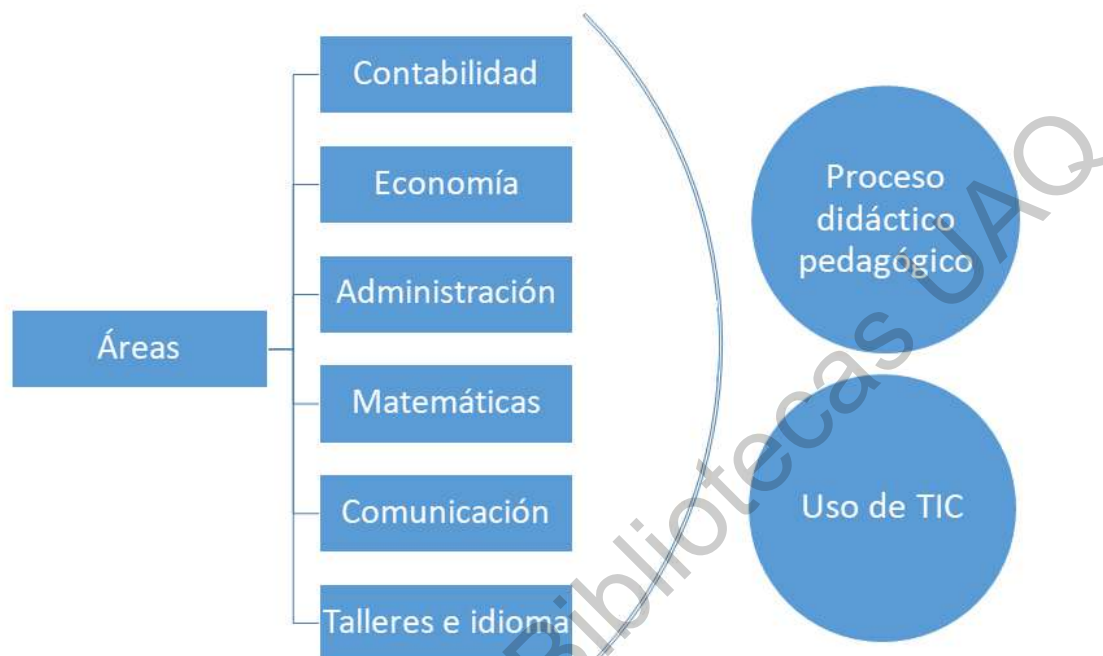 Áreas
Contabilidad
Economía
Administración
Matemáticas
Comunicación
Talleres e idioma
Proceso
didáctico
pedagógico
Uso de TIC
Bibliotecas UAQ